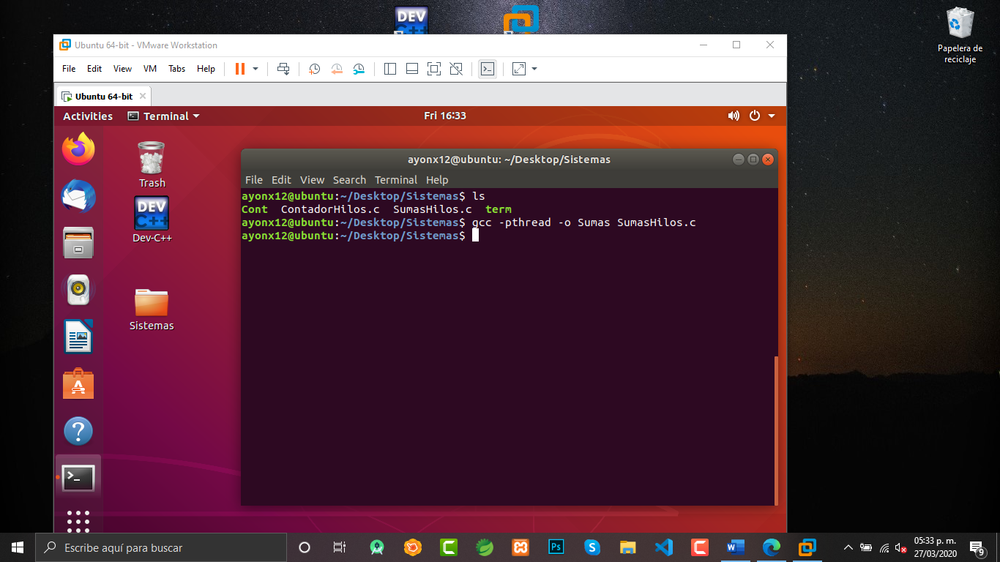 DEV
C++
Papelera de
reciclaje
Ubuntu 64-bit - VMware Workstation
File Edit View VM Tabs Help
Ubuntu 64-bit
Activities Terminal Fri 16:33
Trash
DEV
C++
Dev-C++
Sistemas
ayonx12@ubuntu: ~/Desktop/Sistemas
File Edit View Search Terminal Help
ayonx12@ubuntu:~/Desktop/Sistemas$ ls
Cont ContadorHilos.c SumasHilos.c term
ayonx12@ubuntu:~/Desktop/Sistemas$ gcc -pthread -o Sumas SumasHilos.c
ayonx12@ubuntu:~/Desktop/Sistemas$
Escribe aquí para buscar
05:33 p. m.
27/03/2020
9